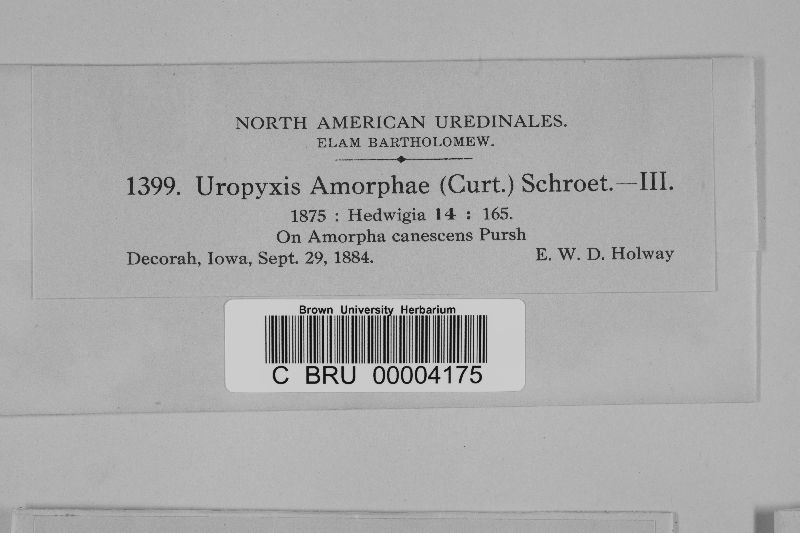 NORTH AMERICAN UREDINALES.
ELAM BARTHOLOMEW.
1399. Uropyxis Amorphae (Curt.) Schroet.—III.
1875 : Hedwigia 14 : 165.
On Amorpha canescens Pursh
Decorah, Iowa, Sept. 29, 1884. E. W. D. Holway
Brown University Herbarium
C BRU 00004175